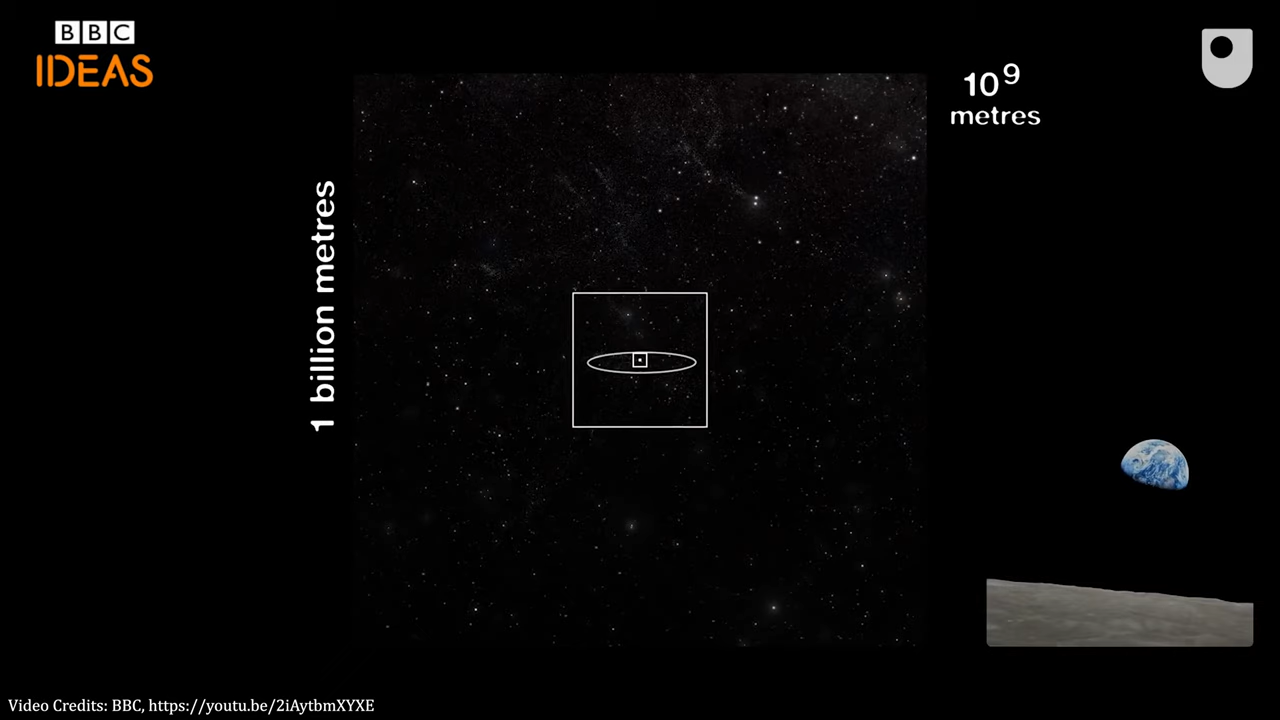 BBC
IDEAS
10⁹
metres
1 billion metres
Video Credits: BBC, https://youtu.be/2iAytbmXYXE